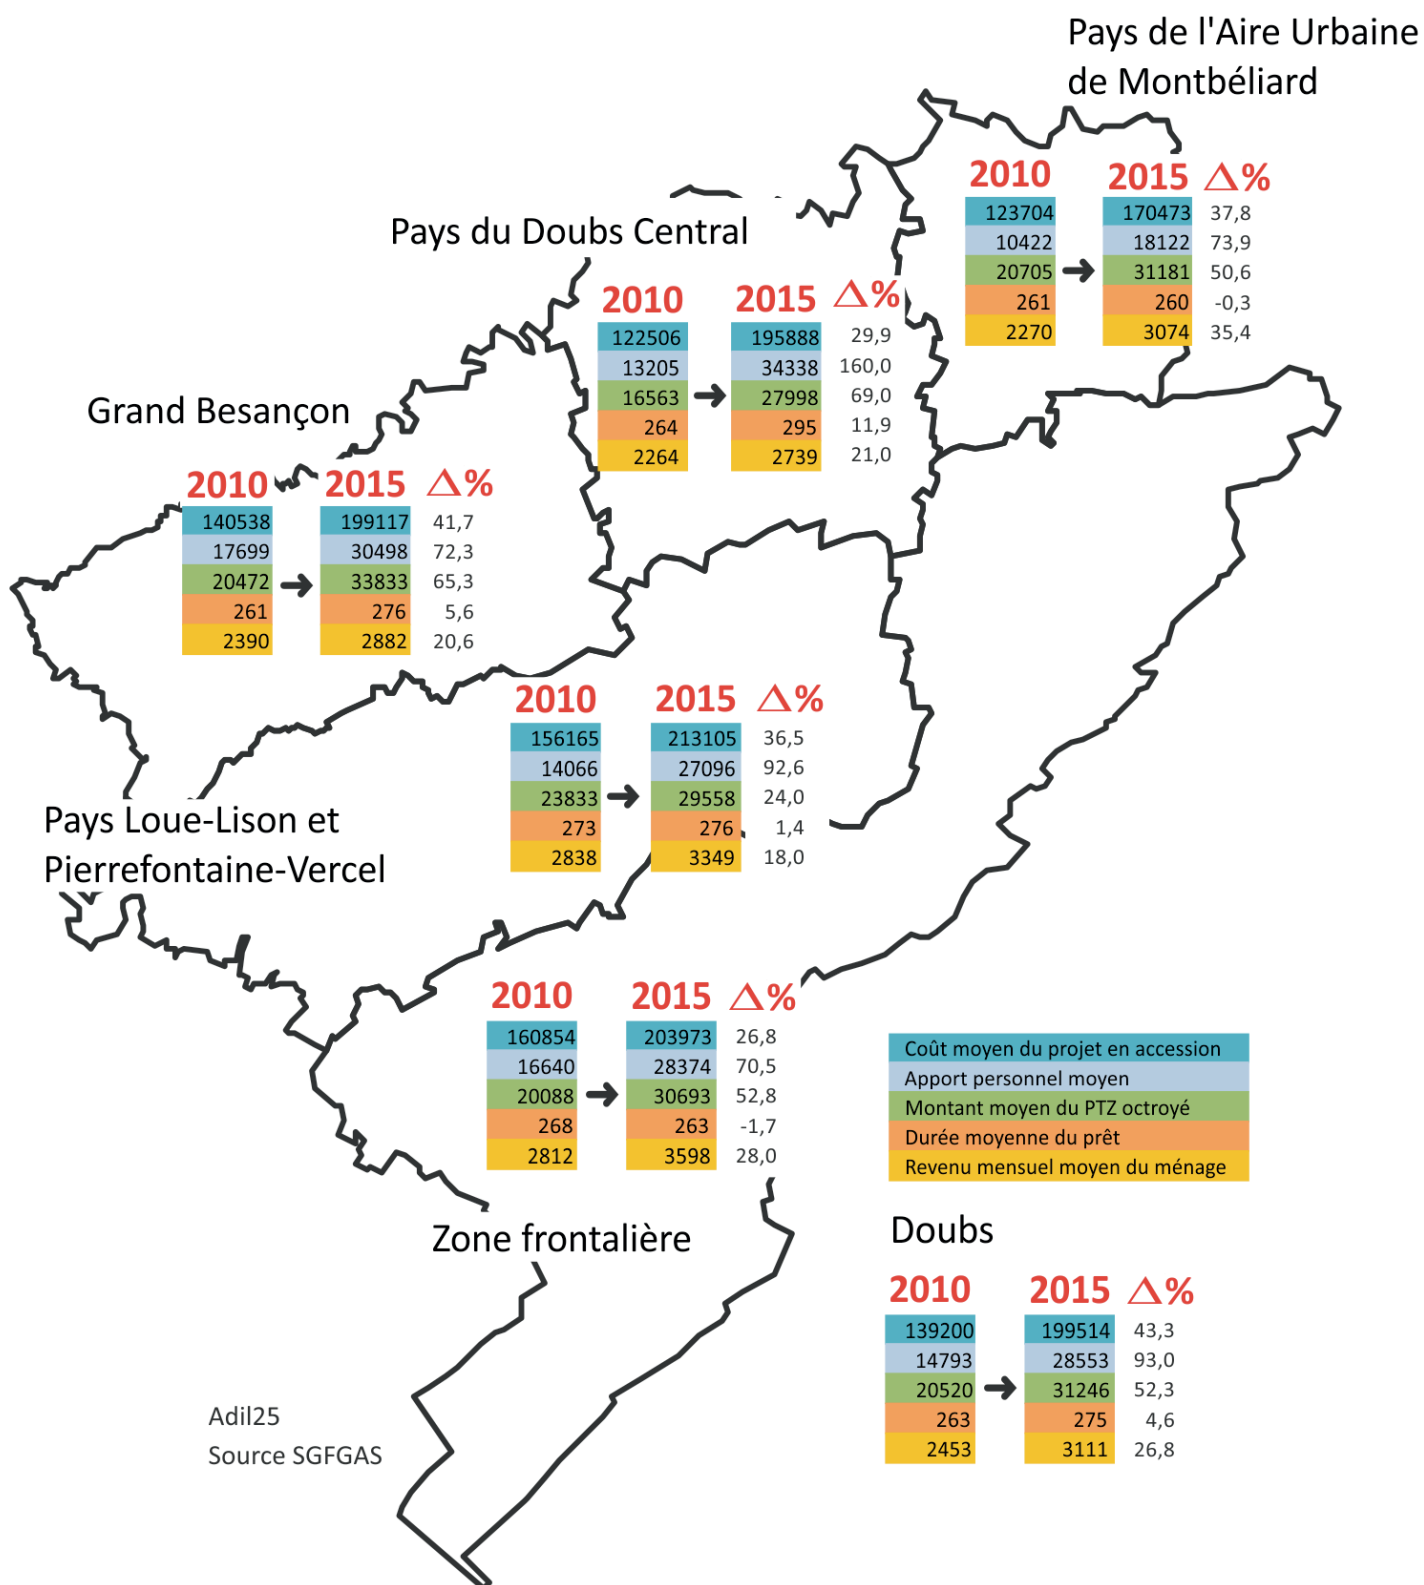 Pays de l'Aire Urbaine
de Montbéliard
2010 2015 △%
123704 170473 37,8
10422 18122 73,9
20705 31181 50,6
261 260 -0,3
2270 3074 35,4
Pays du Doubs Central
2010 2015 △%
122506 195888 29,9
13205 34338 160,0
16563 27998 69,0
264 295 11,9
2264 2739 21,0
Grand Besançon
2010 2015 △%
140538 199117 41,7
17699 30498 72,3
20472 33833 65,3
261 276 5,6
2390 2882 20,6
Pays Loue-Lison et
Pierrefontaine-Vercel
2010 2015 △%
156165 213105 36,5
14066 27096 92,6
23833 29558 24,0
273 276 1,4
2838 3349 18,0
2010 2015 △%
160854 203973 26,8
16640 28374 70,5
20088 30693 52,8
268 263 -1,7
2812 3598 28,0
Zone frontalière
Coût moyen du projet en accession
Apport personnel moyen
Montant moyen du PTZ octroyé
Durée moyenne du prêt
Revenu mensuel moyen du ménage
Doubs
2010 2015 △%
139200 199514 43,3
14793 28553 93,0
20520 31246 52,3
263 275 4,6
2453 3111 26,8
Adil25
Source SGFGAS